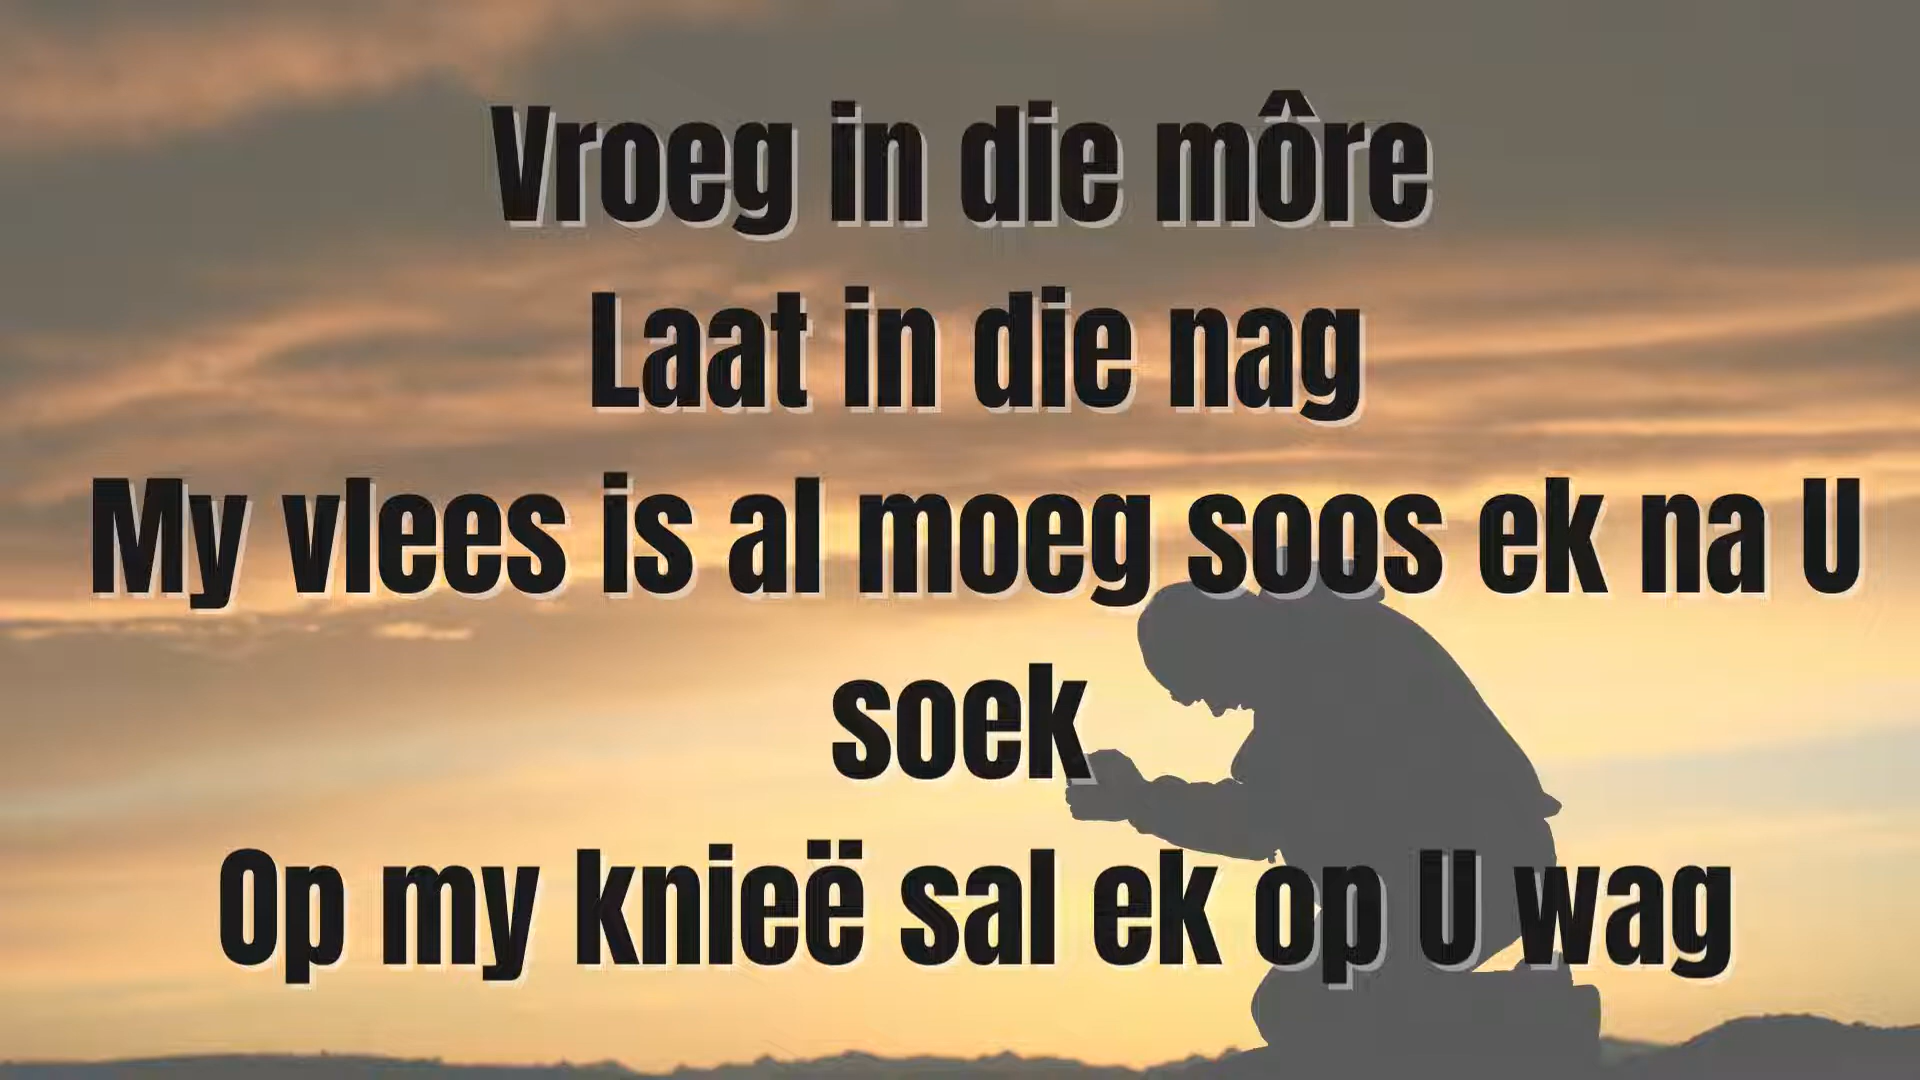 Vroeg in die môre
Laat in die nag
My vlees is al moeg soos ek na U
soek
Op my knieë sal ek op U wag